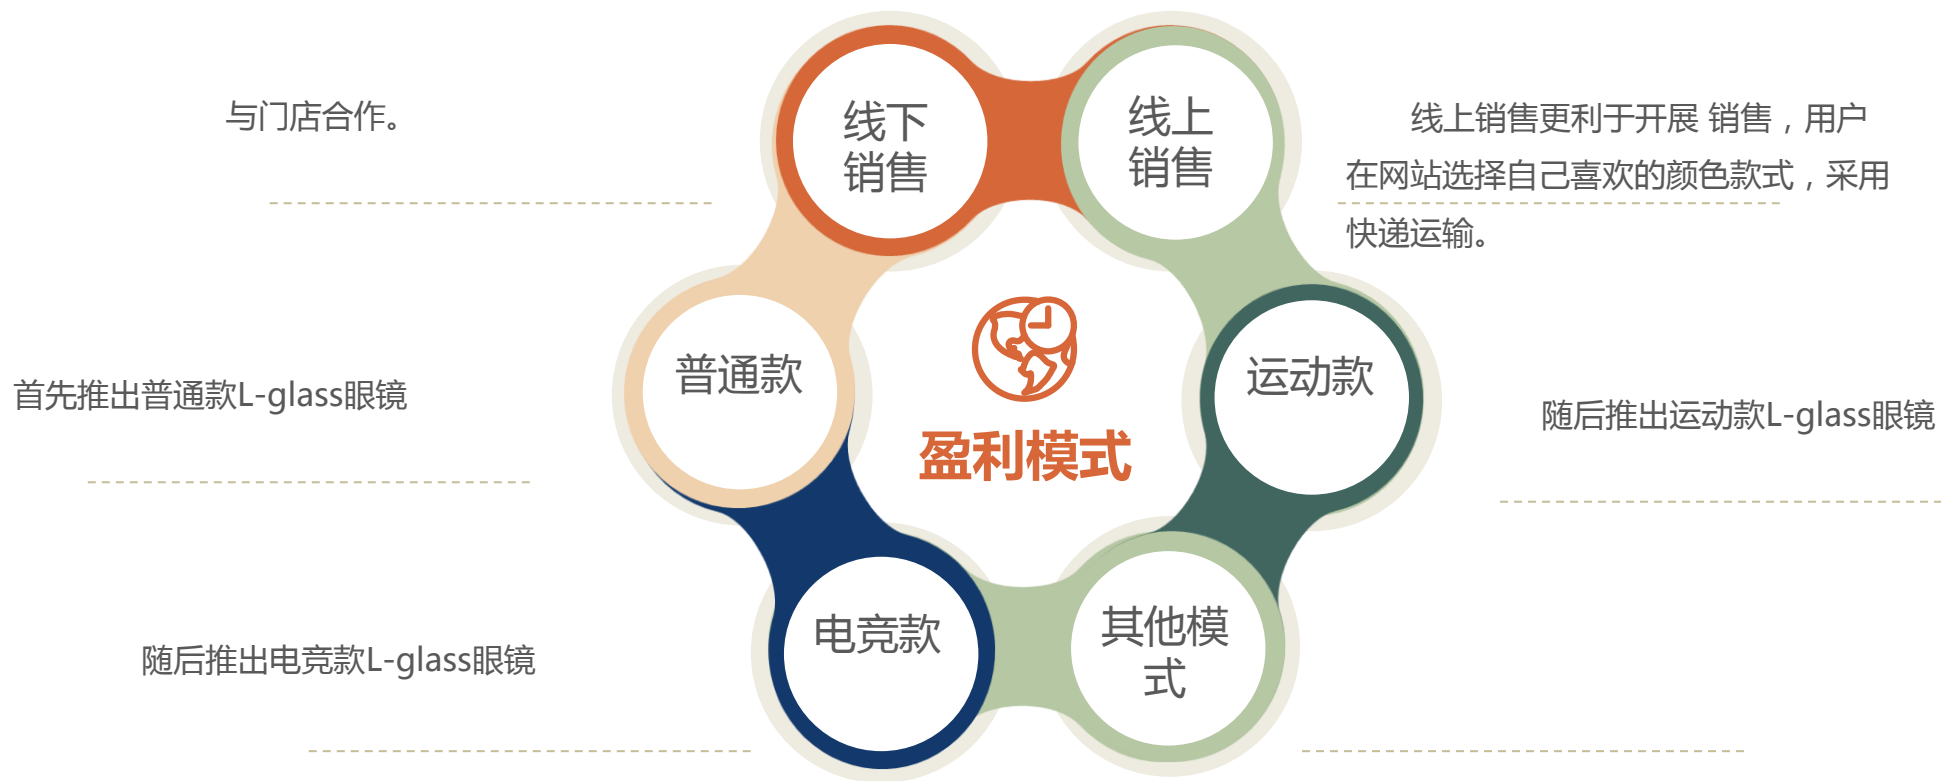 与门店合作。
线下
销售
线上
销售
线上销售更利于开展 销售，用户
在网站选择自己喜欢的颜色款式，采用
快递运输。
首先推出普通款L-glass眼镜
普通款
盈利模式
运动款
随后推出运动款L-glass眼镜
随后推出电竞款L-glass眼镜
电竞款
其他模
式